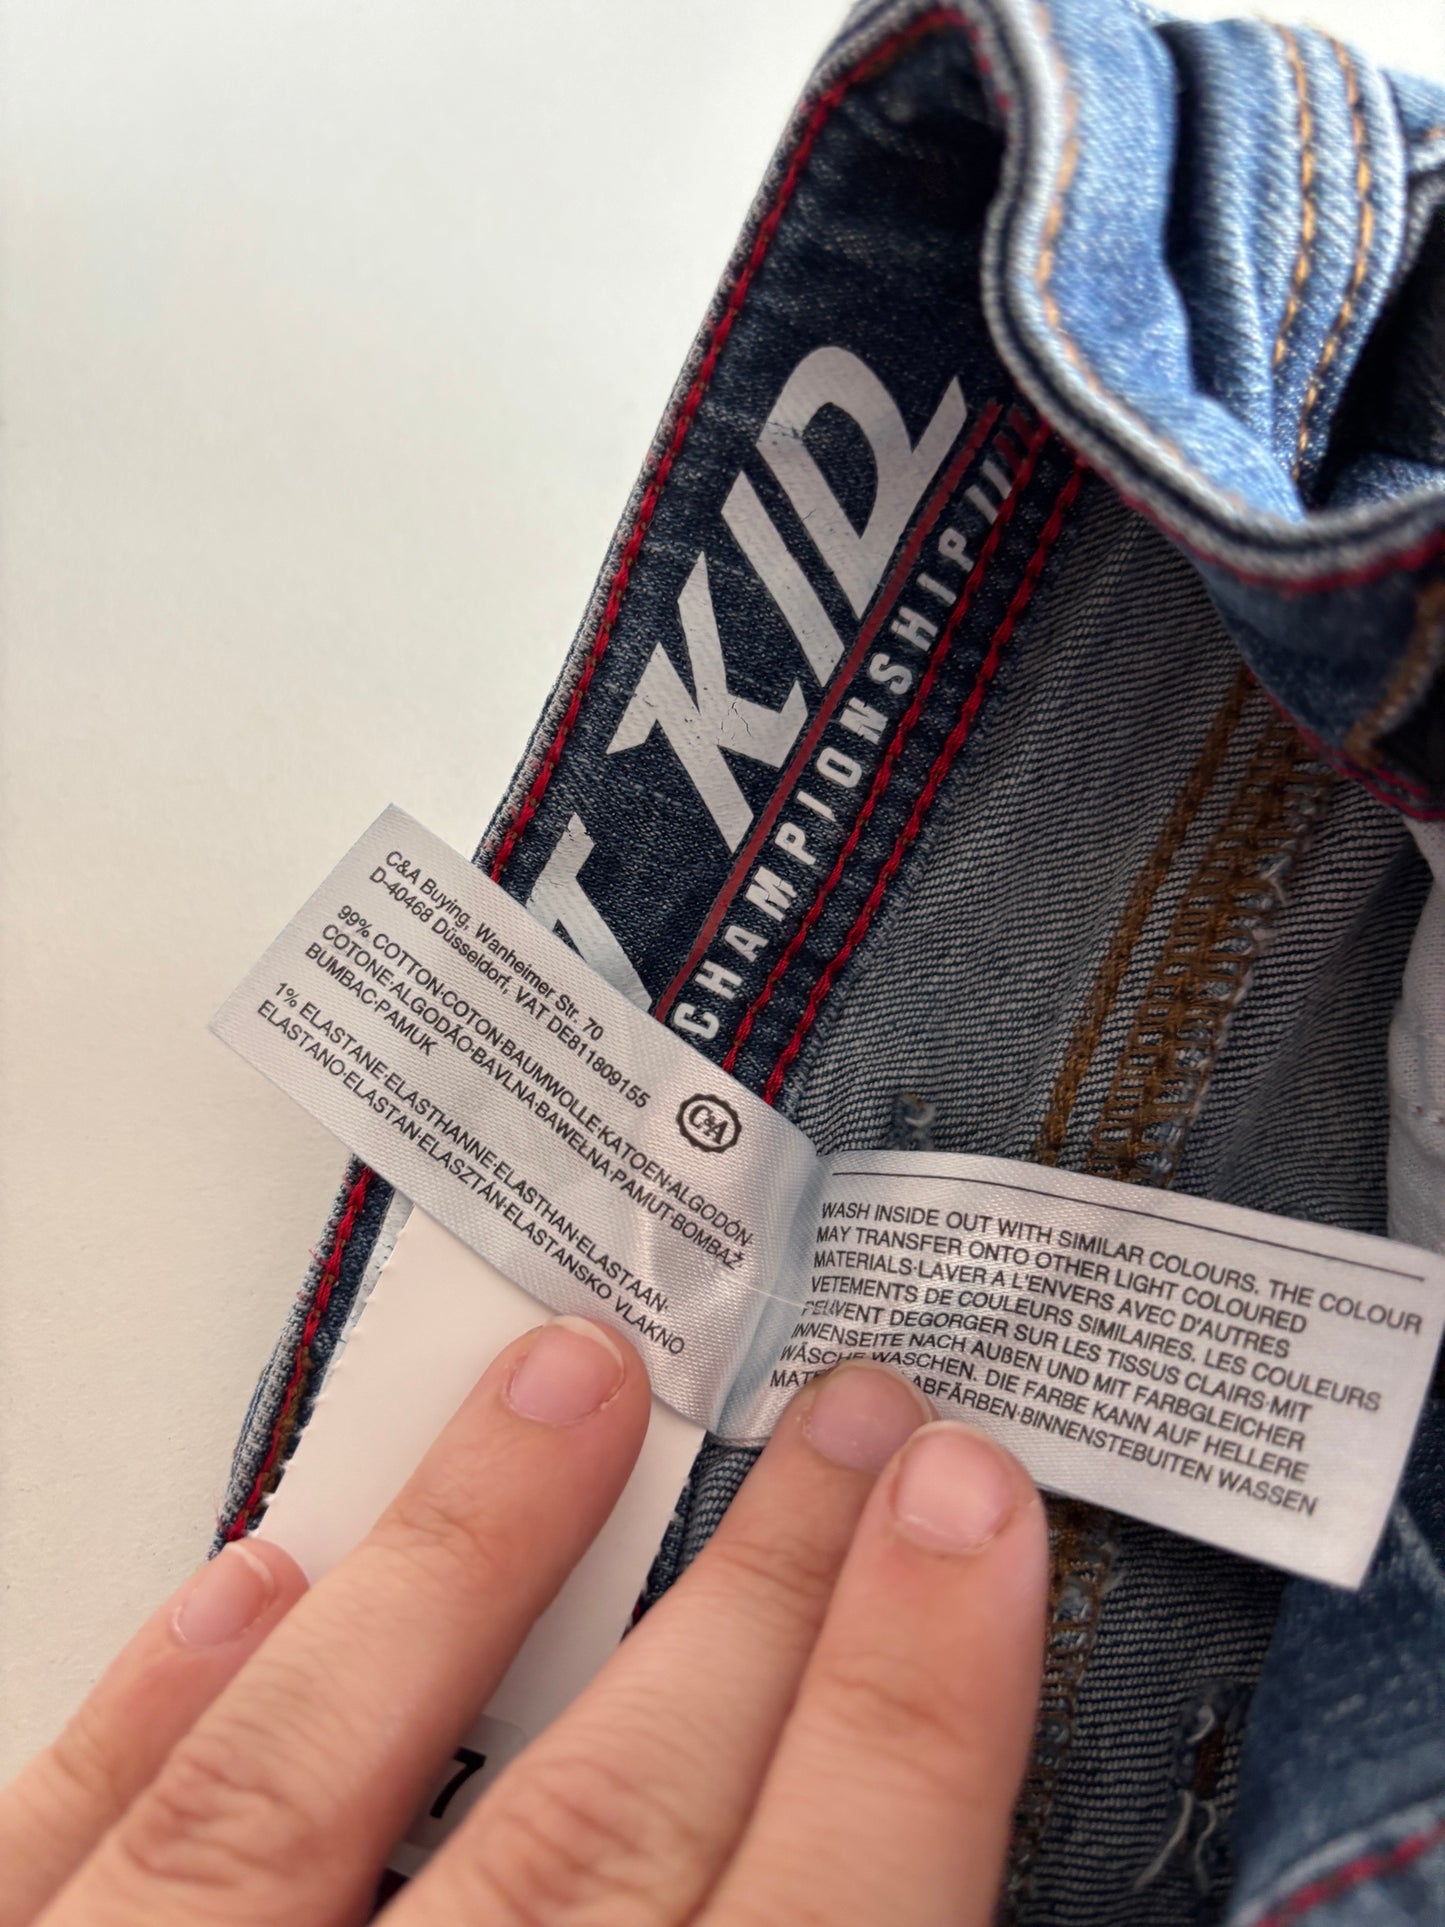 KID
CHAMPIONSHIP
C&A Buying, Wanheimer Str. 70
D-40468 Düsseldorf, VAT DE811809155
99% COTTON·COTON·BAUMWOLLE·KATOEN·ALGODÓN·
COTONE·ALGODÃO·BAVLNA·BAWEŁNA·PAMUT·BOMBAŽ
BUMBAC·PAMUK
1% ELASTANE·ELASTHANNE·ELASTHAN·ELASTAAN·
ELASTANO·ELASTAN·ELASZTÁN·ELASTANSKO VLAKNO
C&A
WASH INSIDE OUT WITH SIMILAR COLOURS. THE COLOUR
MAY TRANSFER ONTO OTHER LIGHT COLOURED
MATERIALS·LAVER A L'ENVERS AVEC D'AUTRES
VETEMENTS DE COULEURS SIMILAIRES. LES COULEURS
PEUVENT DEGORGER SUR LES TISSUS CLAIRS·MIT
INNENSEITE NACH AUßEN UND MIT FARBGLEICHER
WÄSCHE WASCHEN. DIE FARBE KANN AUF HELLERE
ABFÄRBEN·BINNENSTEBUITEN WASSEN
7